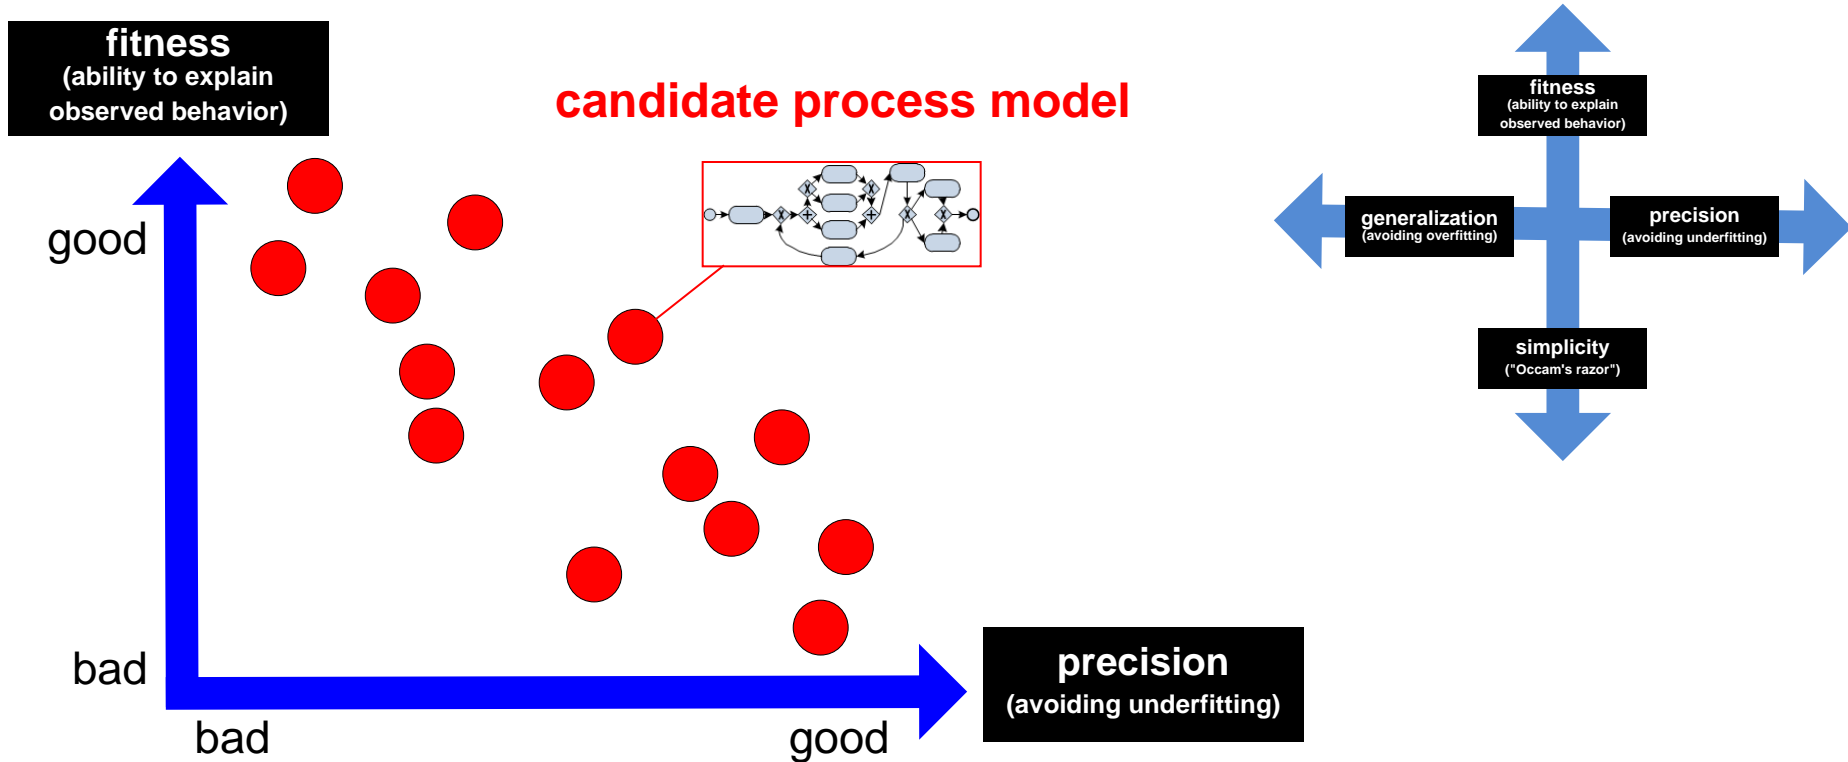 fitness
(ability to explain
observed behavior)
candidate process model
good
bad
bad
good
precision
(avoiding underfitting)
fitness
(ability to explain
observed behavior)
generalization
(avoiding overfitting)
precision
(avoiding underfitting)
simplicity
("Occam's razor")